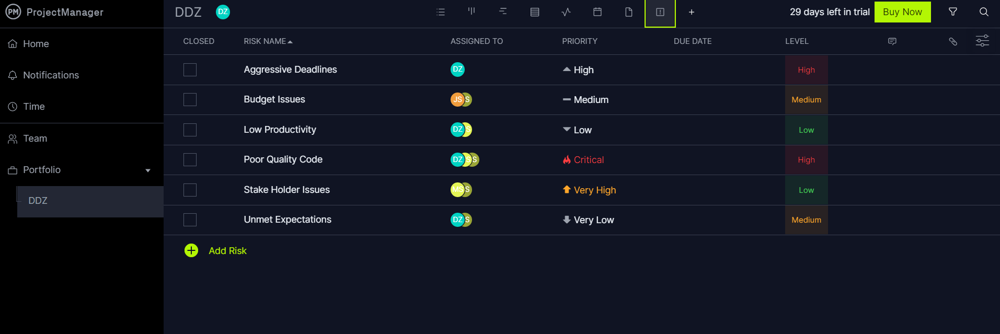 PM ProjectManager
DDZ DZ 29 days left in trial Buy Now
CLOSED RISK NAME ASSIGNED TO PRIORITY DUE DATE LEVEL
Home
Notifications
Time
Team
Portfolio
DDZ
Aggressive Deadlines DZ High High
Budget Issues JS S Medium Medium
Low Productivity DZ S Low Low
Poor Quality Code DZ S S Critical High
Stake Holder Issues MS S Very High Low
Unmet Expectations DZ S Very Low Medium
Add Risk